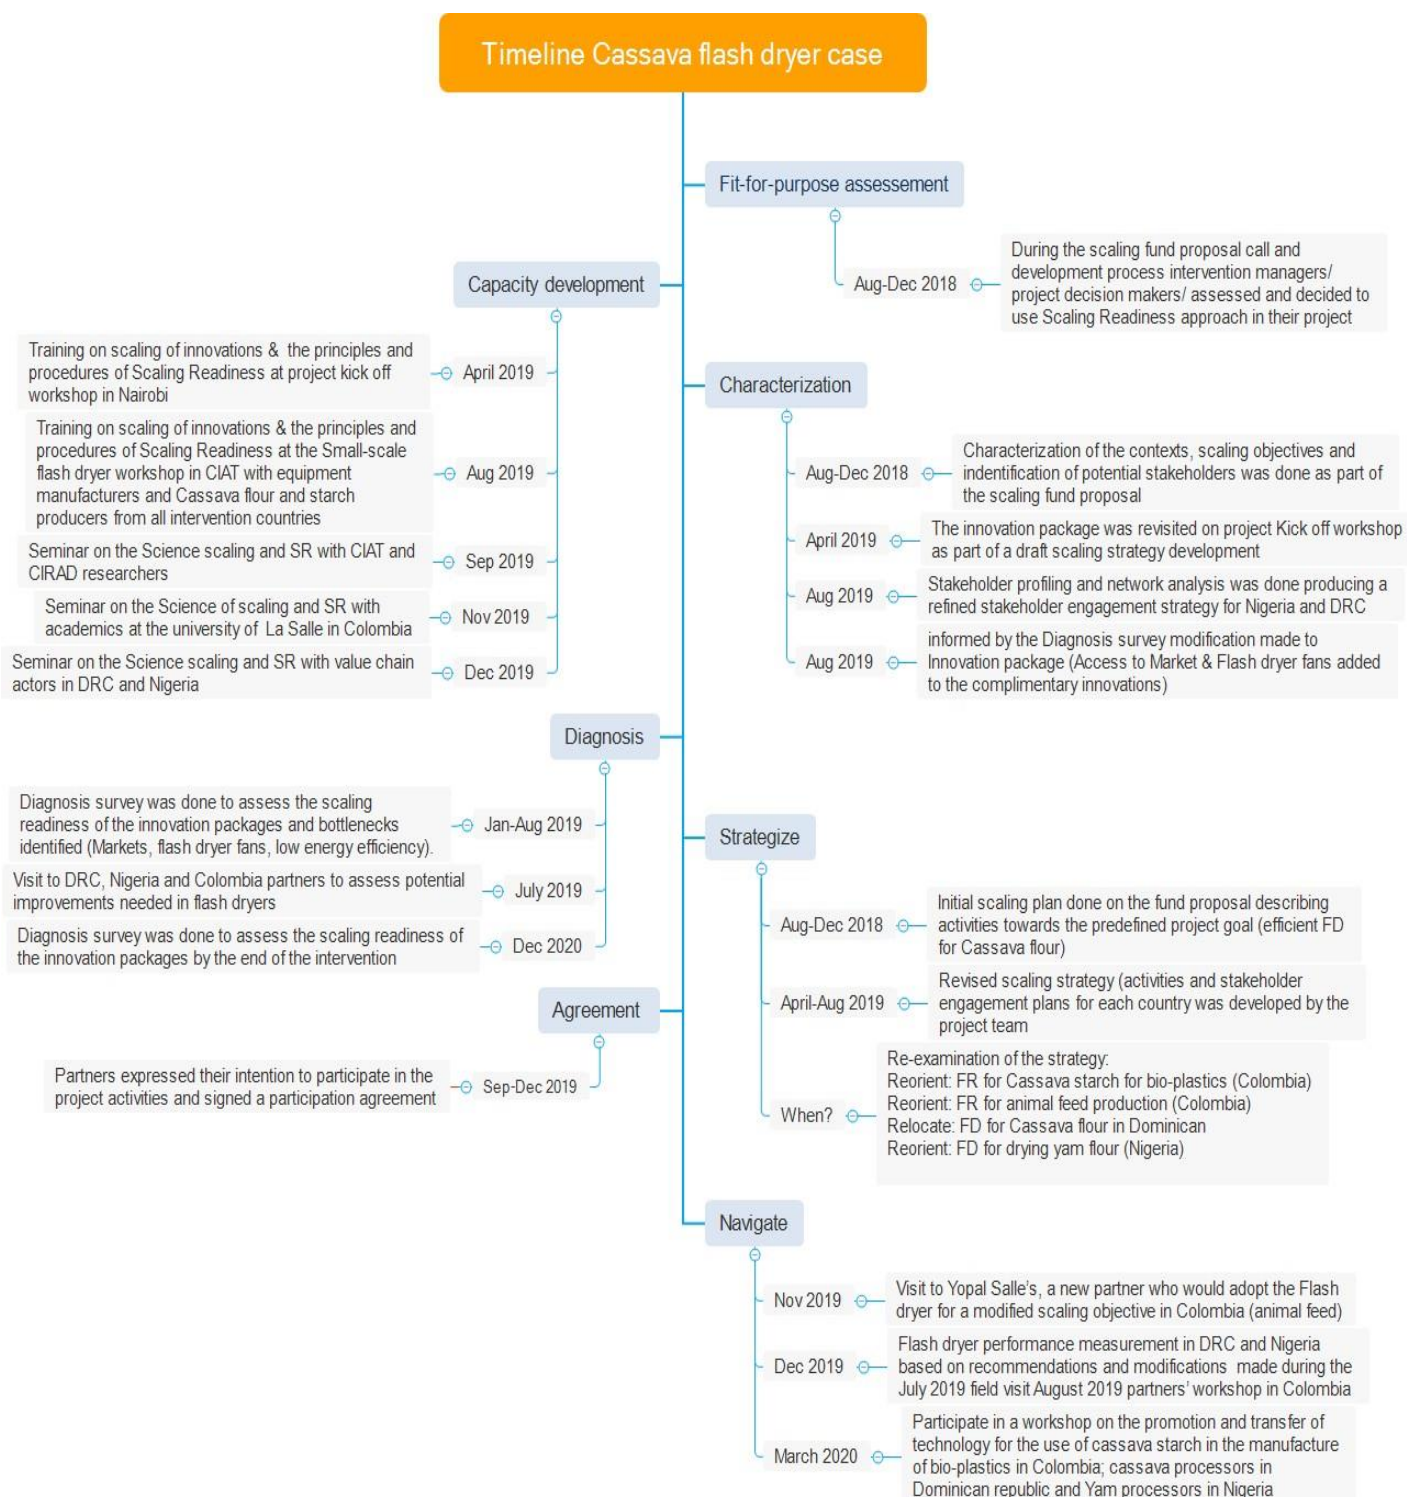 Timeline Cassava flash dryer case
Fit-for-purpose assessement
Aug-Dec 2018
During the scaling fund proposal call and
development process intervention managers/
project decision makers/ assessed and decided to
use Scaling Readiness approach in their project
Capacity development
April 2019
Training on scaling of innovations & the principles and
procedures of Scaling Readiness at project kick off
workshop in Nairobi
Aug 2019
Training on scaling of innovations & the principles and
procedures of Scaling Readiness at the Small-scale
flash dryer workshop in CIAT with equipment
manufacturers and Cassava flour and starch
producers from all intervention countries
Sep 2019
Seminar on the Science scaling and SR with CIAT and
CIRAD researchers
Nov 2019
Seminar on the Science of scaling and SR with
academics at the university of La Salle in Colombia
Dec 2019
Seminar on the Science scaling and SR with value chain
actors in DRC and Nigeria
Characterization
Aug-Dec 2018
Characterization of the contexts, scaling objectives and
indentification of potential stakeholders was done as part of
the scaling fund proposal
April 2019
The innovation package was revisited on project Kick off workshop
as part of a draft scaling strategy development
Aug 2019
Stakeholder profiling and network analysis was done producing a
refined stakeholder engagement strategy for Nigeria and DRC
Aug 2019
informed by the Diagnosis survey modification made to
Innovation package (Access to Market & Flash dryer fans added
to the complimentary innovations)
Diagnosis
Jan-Aug 2019
Diagnosis survey was done to assess the scaling
readiness of the innovation packages and bottlenecks
identified (Markets, flash dryer fans, low energy efficiency).
July 2019
Visit to DRC, Nigeria and Colombia partners to assess potential
improvements needed in flash dryers
Dec 2020
Diagnosis survey was done to assess the scaling readiness of
the innovation packages by the end of the intervention
Strategize
Aug-Dec 2018
Initial scaling plan done on the fund proposal describing
activities towards the predefined project goal (efficient FD
for Cassava flour)
April-Aug 2019
Revised scaling strategy (activities and stakeholder
engagement plans for each country was developed by the
project team
When?
Re-examination of the strategy:
Reorient: FR for Cassava starch for bio-plastics (Colombia)
Reorient: FR for animal feed production (Colombia)
Relocate: FD for Cassava flour in Dominican
Reorient: FD for drying yam flour (Nigeria)
Agreement
Sep-Dec 2019
Partners expressed their intention to participate in the
project activities and signed a participation agreement
Navigate
Nov 2019
Visit to Yopal Salle's, a new partner who would adopt the Flash
dryer for a modified scaling objective in Colombia (animal feed)
Dec 2019
Flash dryer performance measurement in DRC and Nigeria
based on recommendations and modifications made during the
July 2019 field visit August 2019 partners' workshop in Colombia
March 2020
Participate in a workshop on the promotion and transfer of
technology for the use of cassava starch in the manufacture
of bio-plastics in Colombia; cassava processors in
Dominican republic and Yam processors in Nigeria